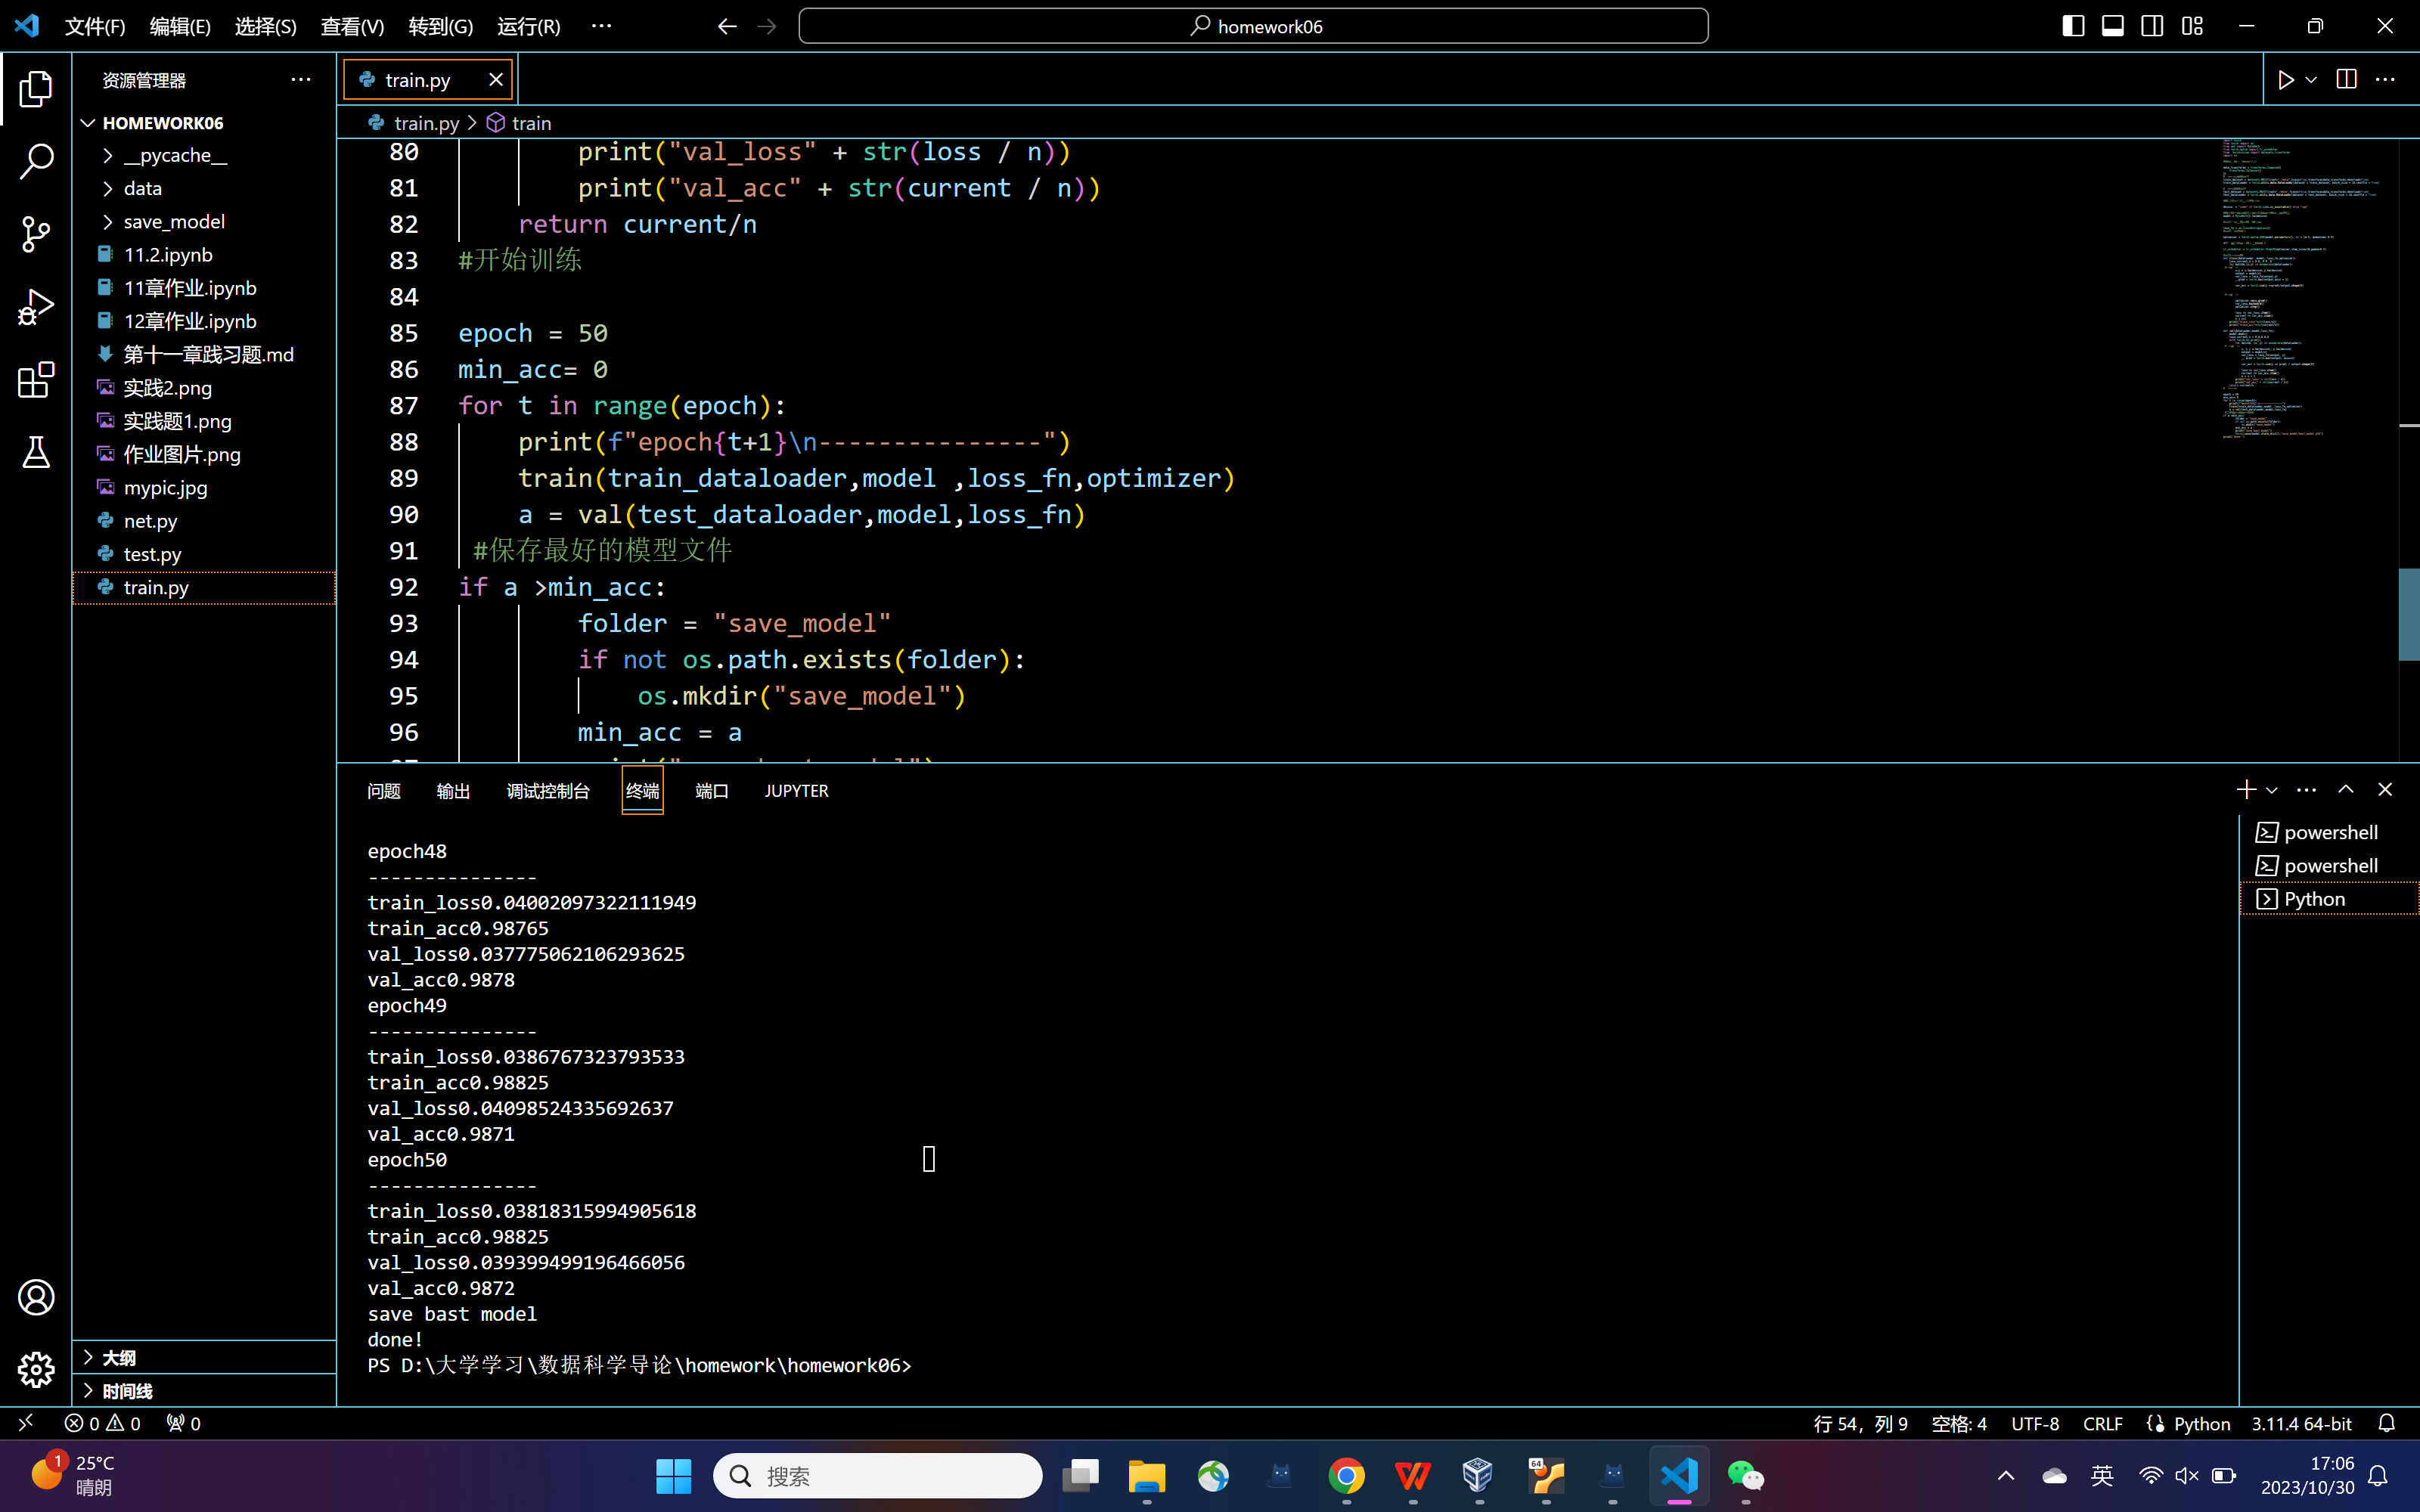 文件(F) 编辑(E) 选择(S) 查看(V) 转到(G) 运行(R) ··· homework06
资源管理器 ···
HOMEWORK06
__pycache__
data
save_model
11.2.ipynb
11章作业.ipynb
12章作业.ipynb
第十一章践习题.md
实践2.png
实践题1.png
作业图片.png
mypic.jpg
net.py
test.py
train.py
大纲
时间线
train.py
train.py > train
80 print("val_loss" + str(loss / n))
81 print("val_acc" + str(current / n))
82 return current/n
83 #开始训练
84
85 epoch = 50
86 min_acc= 0
87 for t in range(epoch):
88 print(f"epoch{t+1}\n---------------")
89 train(train_dataloader,model ,loss_fn,optimizer)
90 a = val(test_dataloader,model,loss_fn)
91 #保存最好的模型文件
92 if a >min_acc:
93 folder = "save_model"
94 if not os.path.exists(folder):
95 os.mkdir("save_model")
96 min_acc = a
问题 输出 调试控制台 终端 端口 JUPYTER
epoch48
---------------
train_loss0.04002097322111949
train_acc0.98765
val_loss0.037775062106293625
val_acc0.9878
epoch49
---------------
train_loss0.0386767323793533
train_acc0.98825
val_loss0.04098524335692637
val_acc0.9871
epoch50
---------------
train_loss0.03818315994905618
train_acc0.98825
val_loss0.039399499196466056
val_acc0.9872
save bast model
done!
PS D:\大学学习\数据科学导论\homework\homework06>
powershell
powershell
Python
0 0 0 行 54，列 9 空格: 4 UTF-8 CRLF Python 3.11.4 64-bit
1 25°C
晴朗
搜索
64
英
17:06
2023/10/30